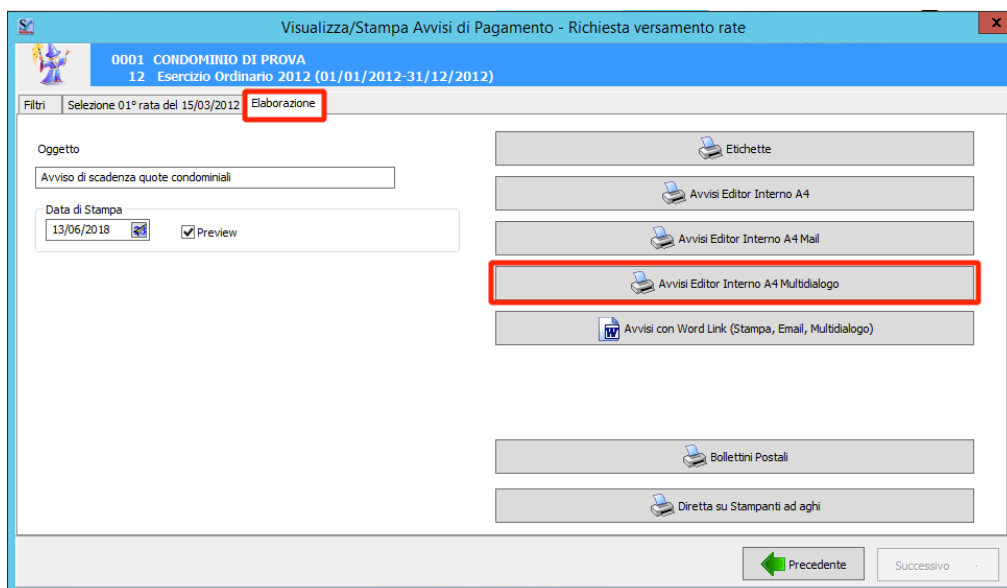 Visualizza/Stampa Avvisi di Pagamento - Richiesta versamento rate
x
0001 CONDOMINIO DI PROVA
12 Esercizio Ordinario 2012 (01/01/2012-31/12/2012)
Filtri
Selezione 01° rata del 15/03/2012
Elaborazione
Oggetto
Avviso di scadenza quote condominiali
Data di Stampa
13/06/2018
Preview
Etichette
Avvisi Editor Interno A4
Avvisi Editor Interno A4 Mail
Avvisi Editor Interno A4 Multidialogo
Avvisi con Word Link (Stampa, Email, Multidialogo)
Bollettini Postali
Diretta su Stampanti ad aghi
Precedente
Successivo